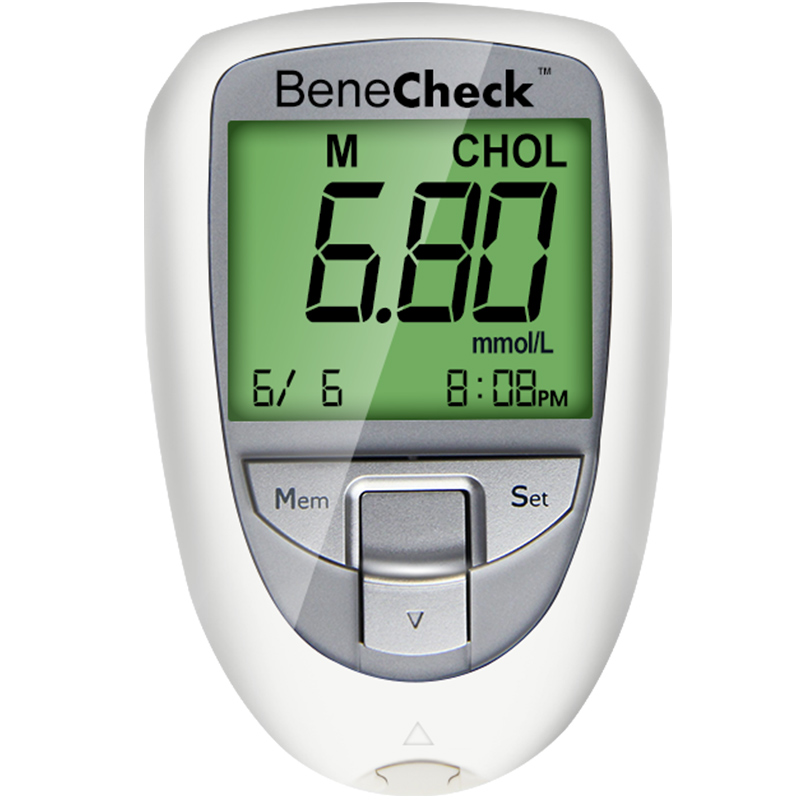 BeneCheck™
M CHOL
6.80
mmol/L
6/ 6 8:08PM
Mem Set